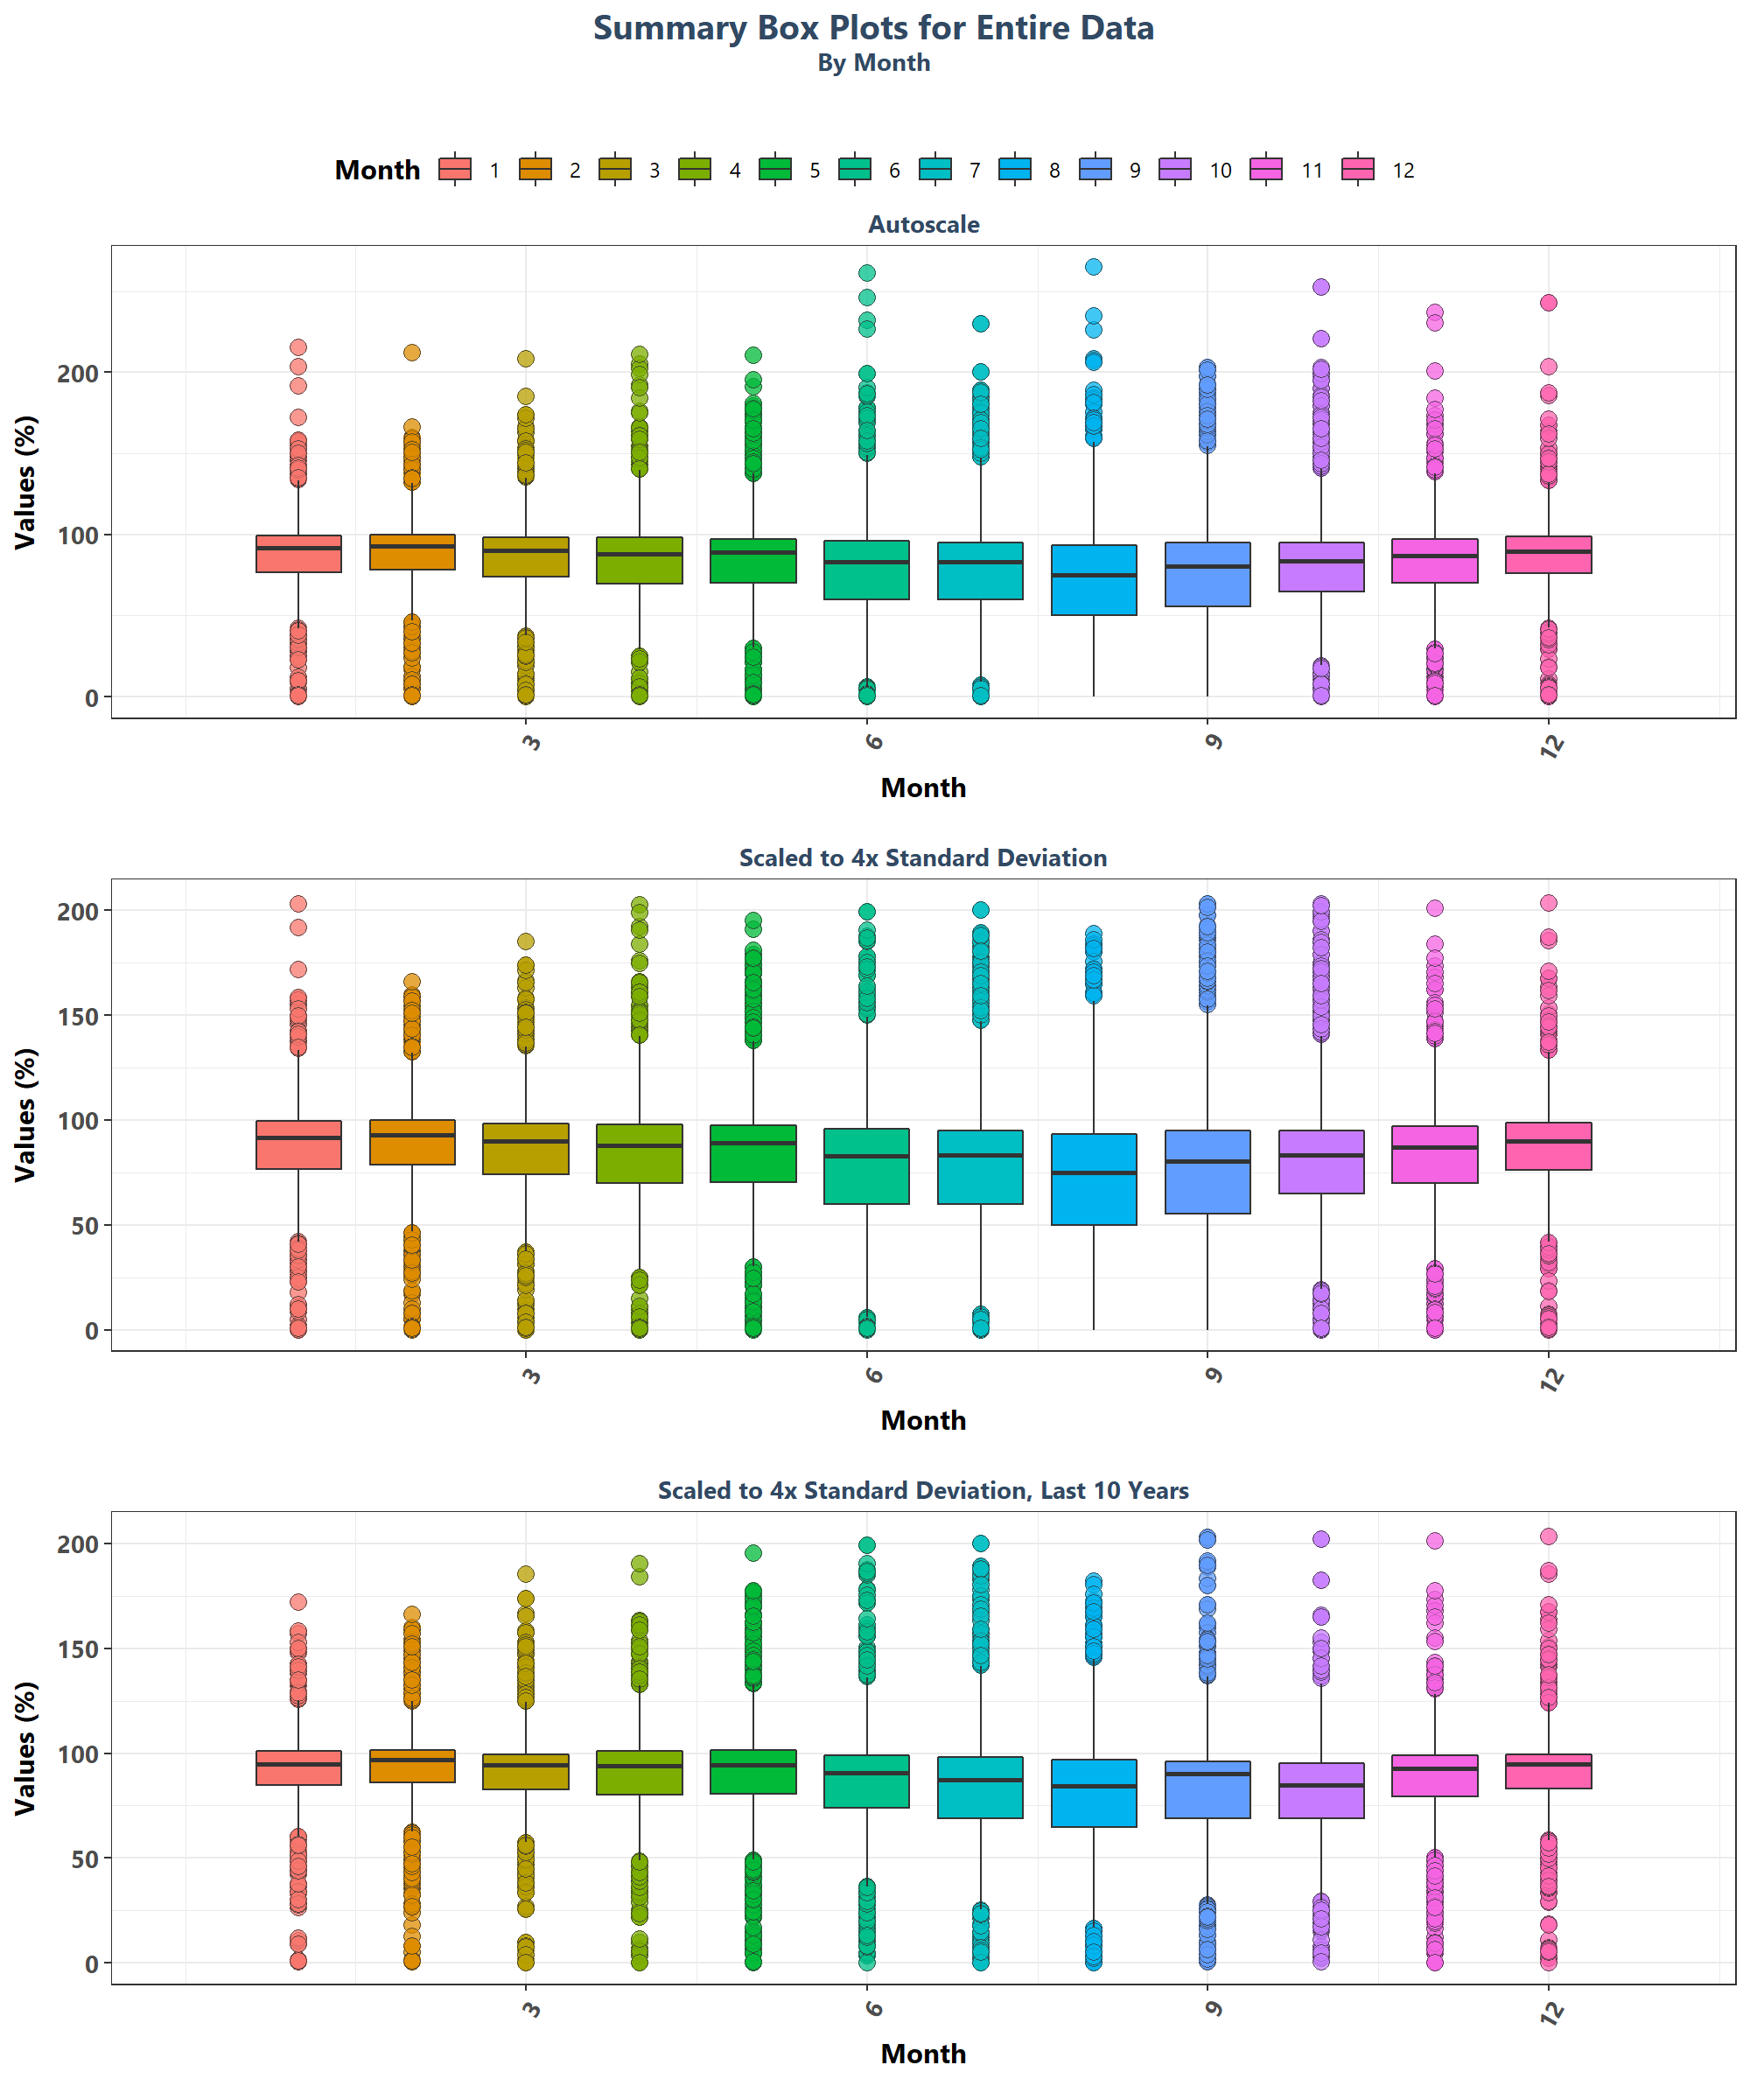 Summary Box Plots for Entire Data
By Month
Month 1 2 3 4 5 6 7 8 9 10 11 12
Autoscale
Values (%)
200
100
0
3 6 9 12
Month
Scaled to 4x Standard Deviation
Values (%)
200
150
100
50
0
3 6 9 12
Month
Scaled to 4x Standard Deviation, Last 10 Years
Values (%)
200
150
100
50
0
3 6 9 12
Month